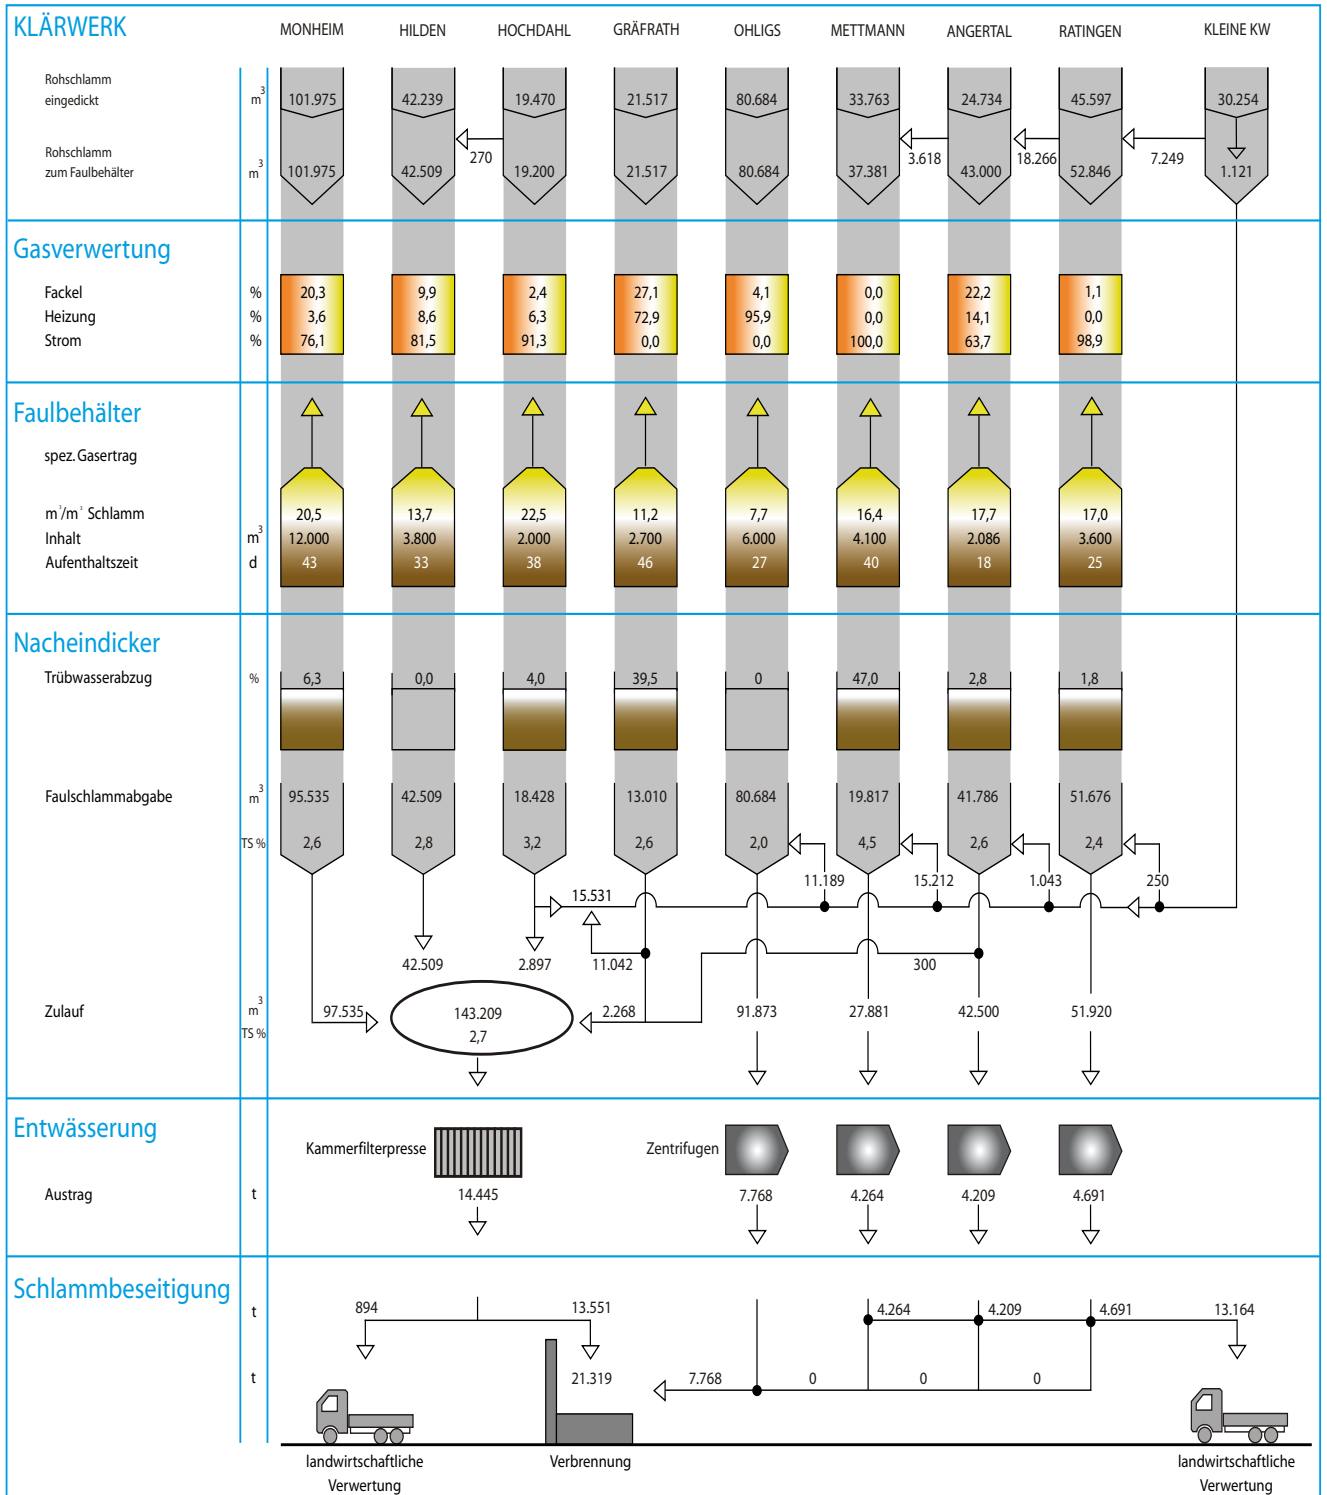 KLÄRWERK MONHEIM HILDEN HOCHDAHL GRÄFRATH OHLIGS METTMANN ANGERTAL RATINGEN KLEINE KW
Rohschlamm
eingedickt m³ 101.975 42.239 19.470 21.517 80.684 33.763 24.734 45.597 30.254
270 3.618 18.266 7.249
Rohschlamm
zum Faulbehälter m³ 101.975 42.509 19.200 21.517 80.684 37.381 43.000 52.846 1.121
Gasverwertung
Fackel % 20,3 9,9 2,4 27,1 4,1 0,0 22,2 1,1
Heizung % 3,6 8,6 6,3 72,9 95,9 0,0 14,1 0,0
Strom % 76,1 81,5 91,3 0,0 0,0 100,0 63,7 98,9
Faulbehälter
spez. Gasertrag
m³/m³ Schlamm 20,5 13,7 22,5 11,2 7,7 16,4 17,7 17,0
Inhalt m³ 12.000 3.800 2.000 2.700 6.000 4.100 2.086 3.600
Aufenthaltszeit d 43 33 38 46 27 40 18 25
Nacheindicker
Trübwasserabzug % 6,3 0,0 4,0 39,5 0 47,0 2,8 1,8
Faulschlammabgabe m³ 95.535 42.509 18.428 13.010 80.684 19.817 41.786 51.676
TS % 2,6 2,8 3,2 2,6 2,0 4,5 2,6 2,4
11.189 15.212 1.043 250
15.531
42.509 2.897 11.042 300
Zulauf m³ 97.535 143.209 2.268 91.873 27.881 42.500 51.920
TS % 2,7
Entwässerung
Kammerfilterpresse Zentrifugen
Austrag t 14.445 7.768 4.264 4.209 4.691
Schlammbeseitigung
t 894 13.551 4.264 4.209 4.691 13.164
t 21.319 7.768 0 0 0
landwirtschaftliche Verbrennung landwirtschaftliche
Verwertung Verwertung